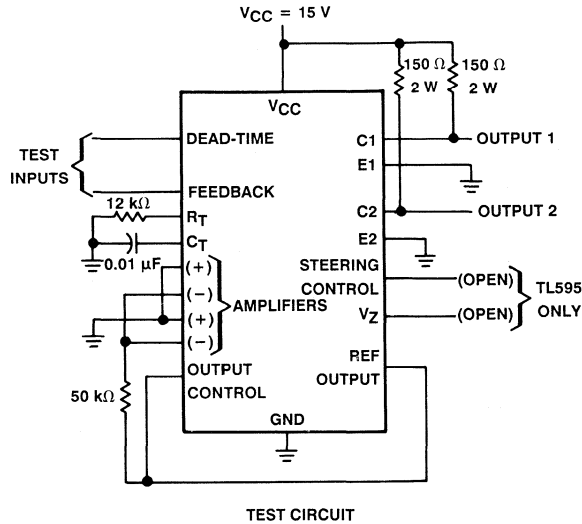 VCC = 15 V
150 Ω
2 W
150 Ω
2 W
VCC
TEST
INPUTS
DEAD-TIME
FEEDBACK
12 kΩ
RT
CT
0.01 μF
(+)
(−)
(+)
(−)
AMPLIFIERS
50 kΩ
OUTPUT
CONTROL
C1
OUTPUT 1
E1
C2
OUTPUT 2
E2
STEERING
CONTROL
(OPEN)
VZ
(OPEN)
TL595
ONLY
REF
OUTPUT
GND
TEST CIRCUIT